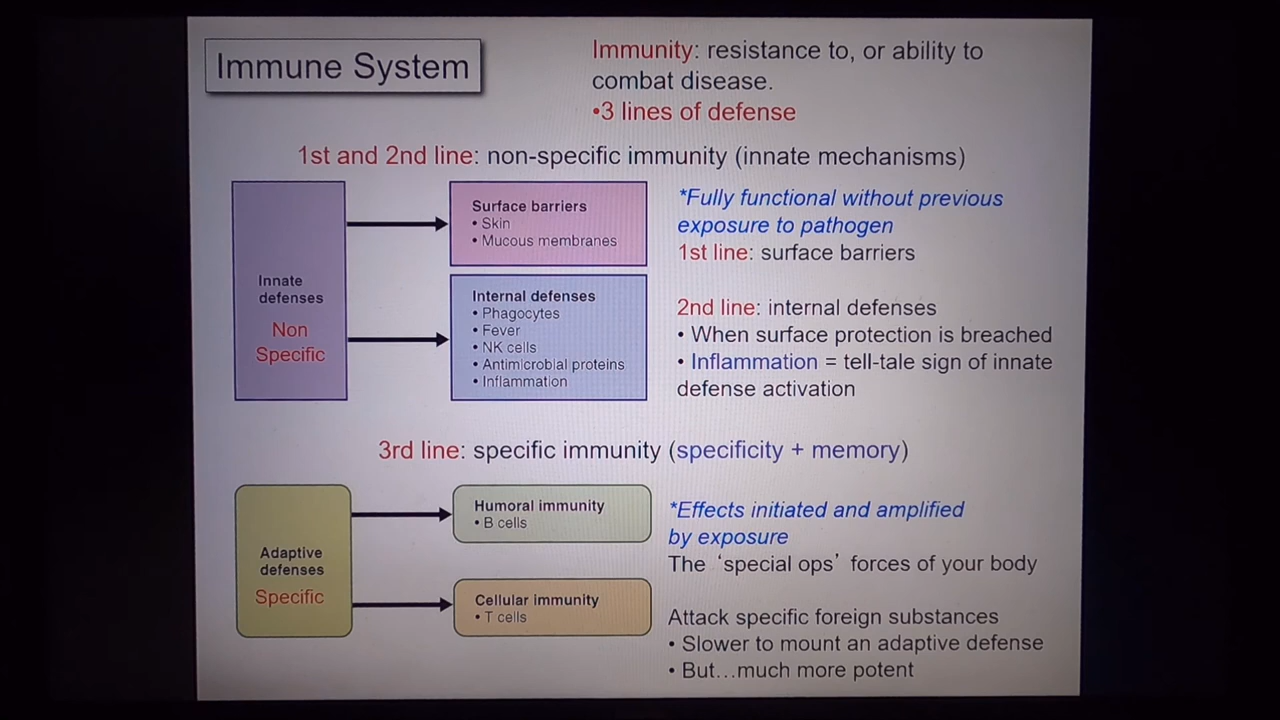 Immune System
Immunity: resistance to, or ability to
combat disease.
•3 lines of defense
1st and 2nd line: non-specific immunity (innate mechanisms)
Innate
defenses
Non
Specific
Surface barriers
• Skin
• Mucous membranes
Internal defenses
• Phagocytes
• Fever
• NK cells
• Antimicrobial proteins
• Inflammation
*Fully functional without previous
exposure to pathogen
1st line: surface barriers
2nd line: internal defenses
• When surface protection is breached
• Inflammation = tell-tale sign of innate
defense activation
3rd line: specific immunity (specificity + memory)
Adaptive
defenses
Specific
Humoral immunity
• B cells
Cellular immunity
• T cells
*Effects initiated and amplified
by exposure
The ‘special ops’ forces of your body
Attack specific foreign substances
• Slower to mount an adaptive defense
• But…much more potent